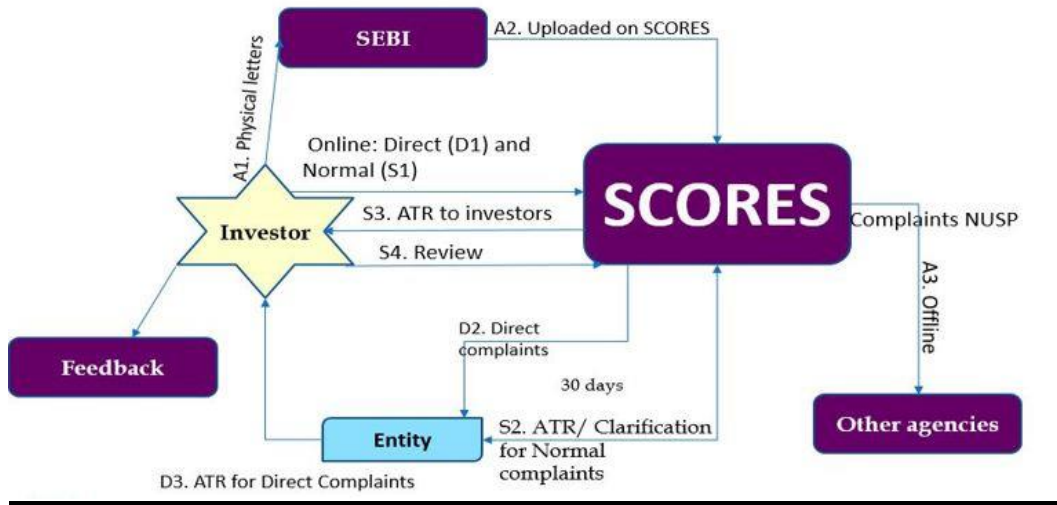 SEBI
A2. Uploaded on SCORES
A1. Physical letters
Online: Direct (D1) and
Normal (S1)
SCORES
S3. ATR to investors
Investor
Complaints NUSP
S4. Review
A3. Offline
D2. Direct
complaints
Feedback
30 days
Other agencies
Entity
S2. ATR/ Clarification
for Normal
complaints
D3. ATR for Direct Complaints